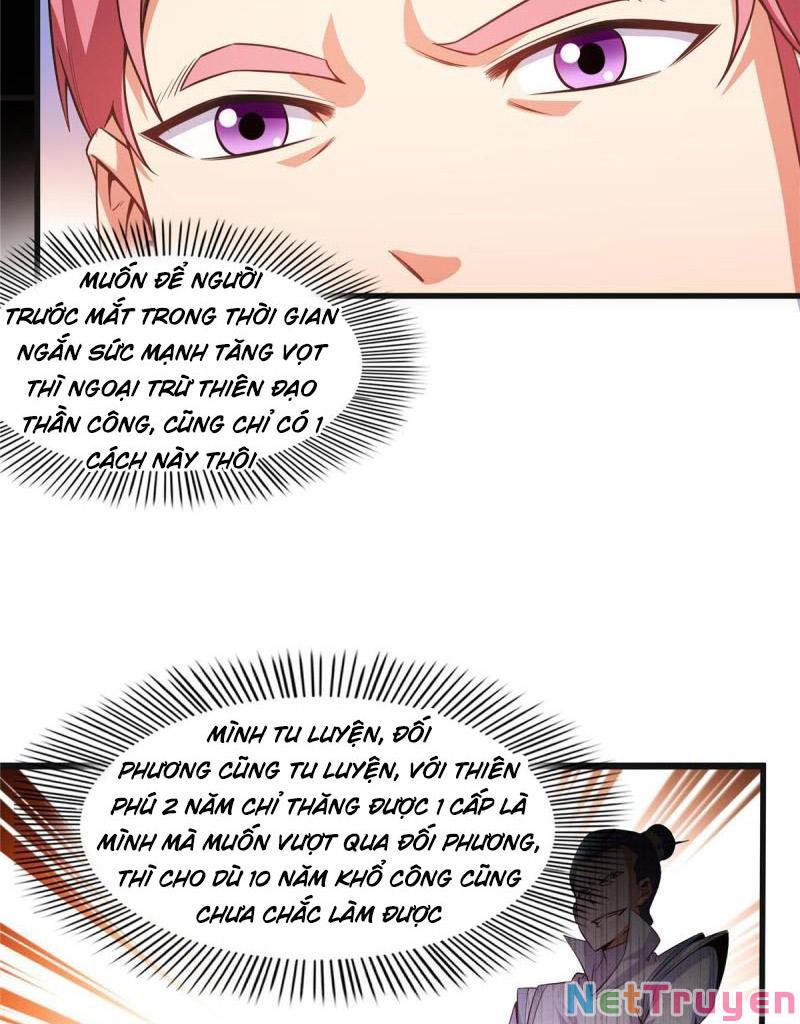 MUỐN ĐỂ NGƯỜI
TRƯỚC MẮT TRONG THỜI GIAN
NGẮN SỨC MẠNH TĂNG VỌT
THÌ NGOẠI TRỪ THIÊN ĐẠO
THẦN CÔNG, CŨNG CHỈ CÓ 1
CÁCH NÀY THÔI
MÌNH TU LUYỆN, ĐỐI
PHƯƠNG CŨNG TU LUYỆN, VỚI THIÊN
PHÚ 2 NĂM CHỈ THĂNG ĐƯỢC 1 CẤP LÀ
MÌNH MÀ MUỐN VƯỢT QUA ĐỐI PHƯƠNG,
THÌ CHO DÙ 10 NĂM KHỔ CÔNG CŨNG
CHƯA CHẮC LÀM ĐƯỢC
NetTruyen